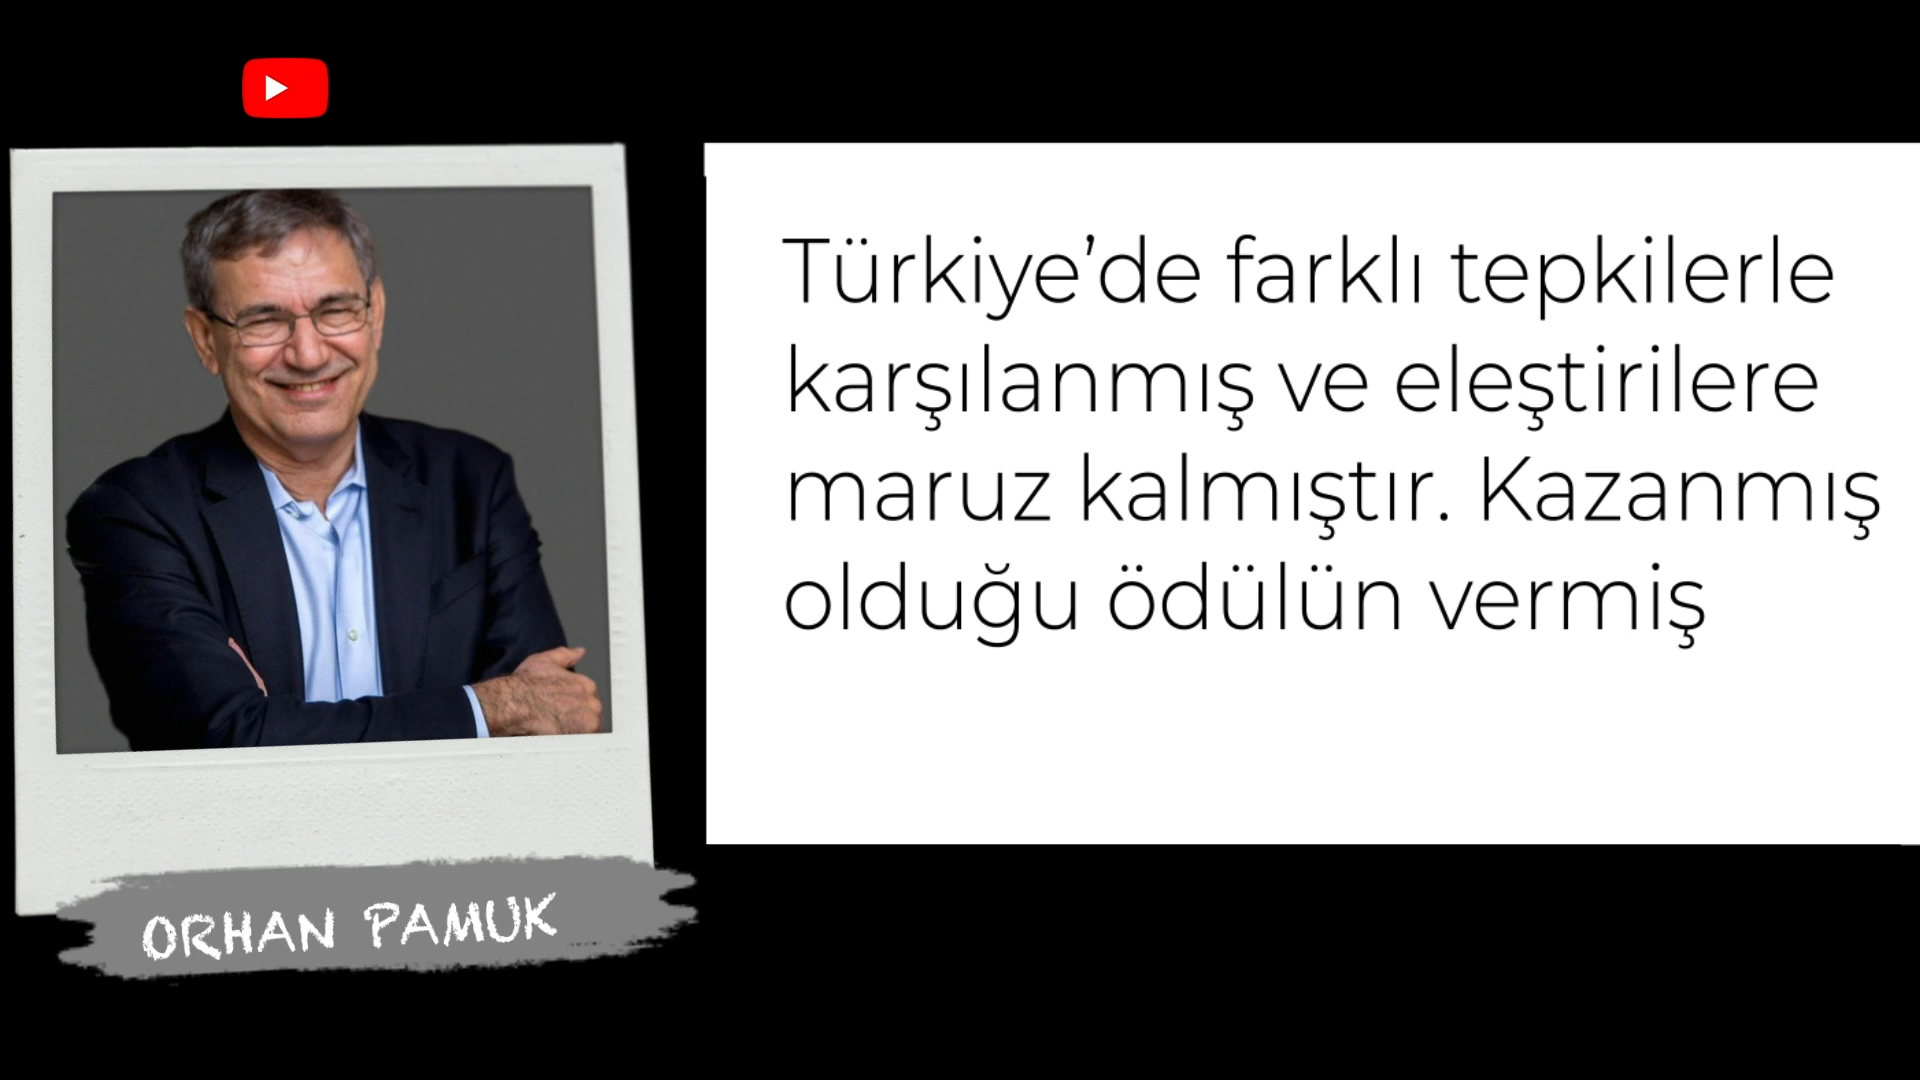 Türkiye’de farklı tepkilerle
karşılanmış ve eleştirilere
maruz kalmıştır. Kazanmış
olduğu ödülün vermiş
ORHAN PAMUK